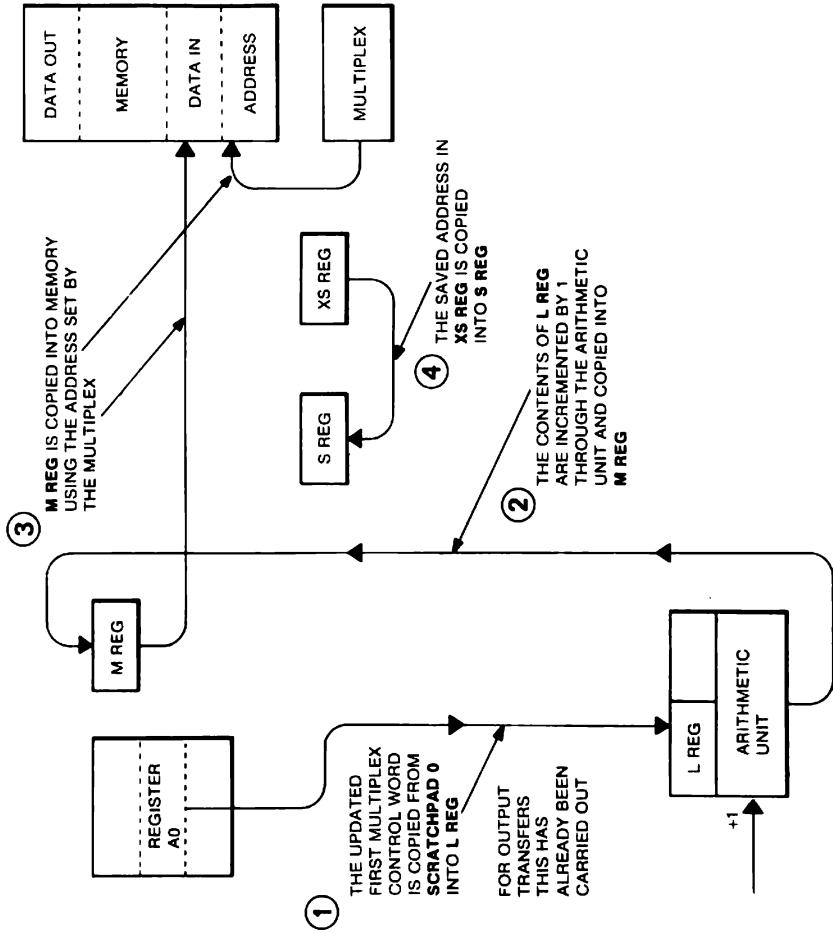 REGISTER
A0
1
THE UPDATED
FIRST MULTIPLEX
CONTROL WORD
IS COPIED FROM
SCRATCHPAD 0
INTO L REG
FOR OUTPUT
TRANSFERS
THIS HAS
ALREADY BEEN
CARRIED OUT
+1
L REG
ARITHMETIC
UNIT
M REG
2
THE CONTENTS OF L REG
ARE INCREMENTED BY 1
THROUGH THE ARITHMETIC
UNIT AND COPIED INTO
M REG
3
M REG IS COPIED INTO MEMORY
USING THE ADDRESS SET BY
THE MULTIPLEX
S REG
XS REG
4
THE SAVED ADDRESS IN
XS REG IS COPIED
INTO S REG
DATA OUT
MEMORY
DATA IN
ADDRESS
MULTIPLEX